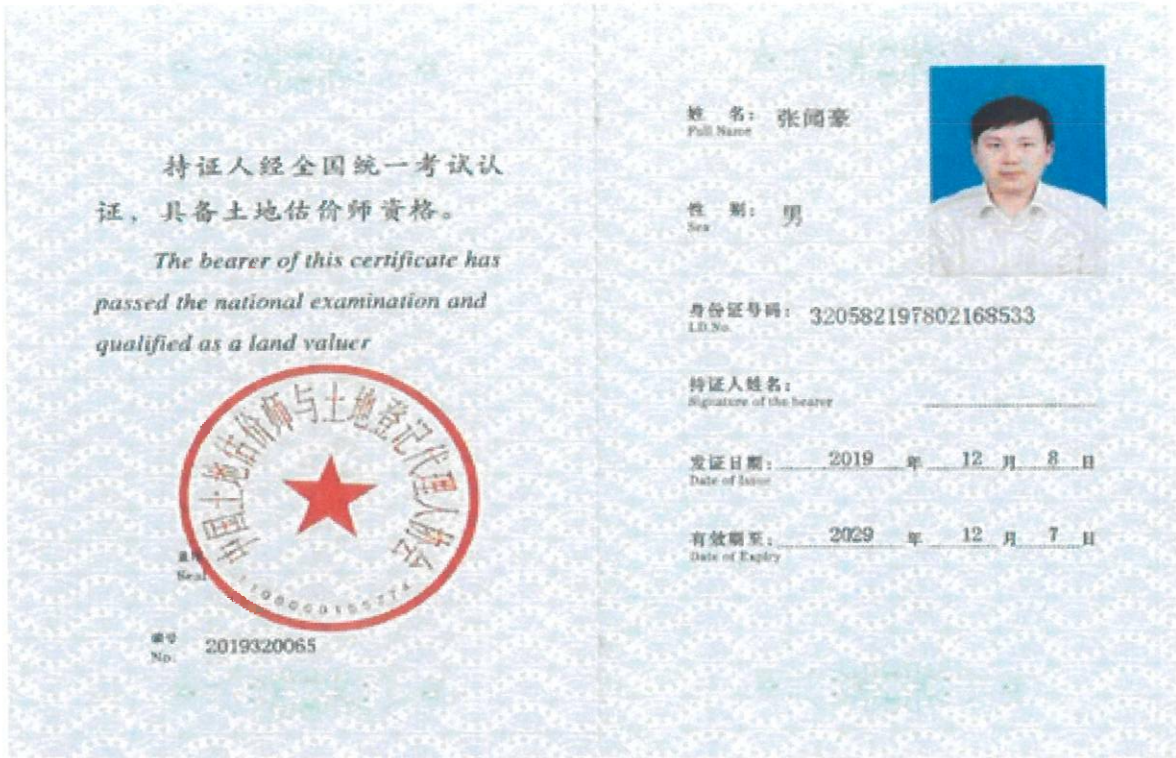 持证人经全国统一考试认
证、具备土地估价师资格。
The bearer of this certificate has
passed the national examination and
qualified as a land valuer
中国土地估价师与土地登记代理人协会
Seal
编号 2019320065
No.
姓 名: 张闻豪
Full Name
性 别: 男
Sex
身份证号码: 320582197802168533
I.D.No.
持证人姓名:
Signature of the bearer
发证日期: 2019 年 12 月 8 日
Date of Issue
有效期至: 2029 年 12 月 7 日
Date of Expiry